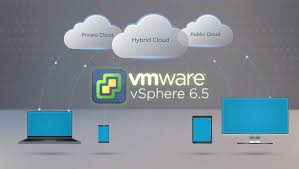 Private Cloud
Hybrid Cloud
Public Cloud
vmware
vSphere 6.5